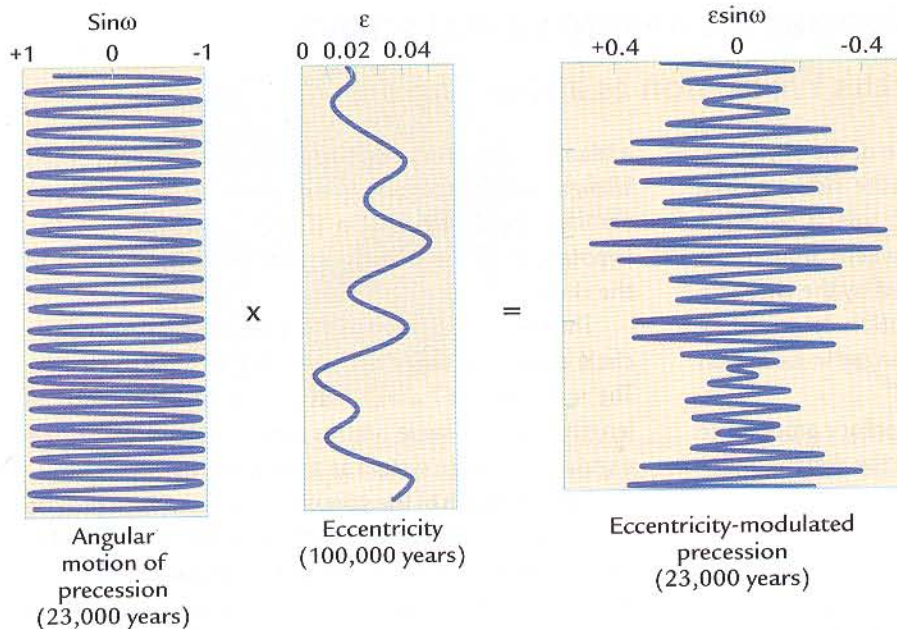 Sinω
+1 0 -1
ε
0 0.02 0.04
εsinω
+0.4 0 -0.4
x
=
Angular
motion of
precession
(23,000 years)
Eccentricity
(100,000 years)
Eccentricity-modulated
precession
(23,000 years)